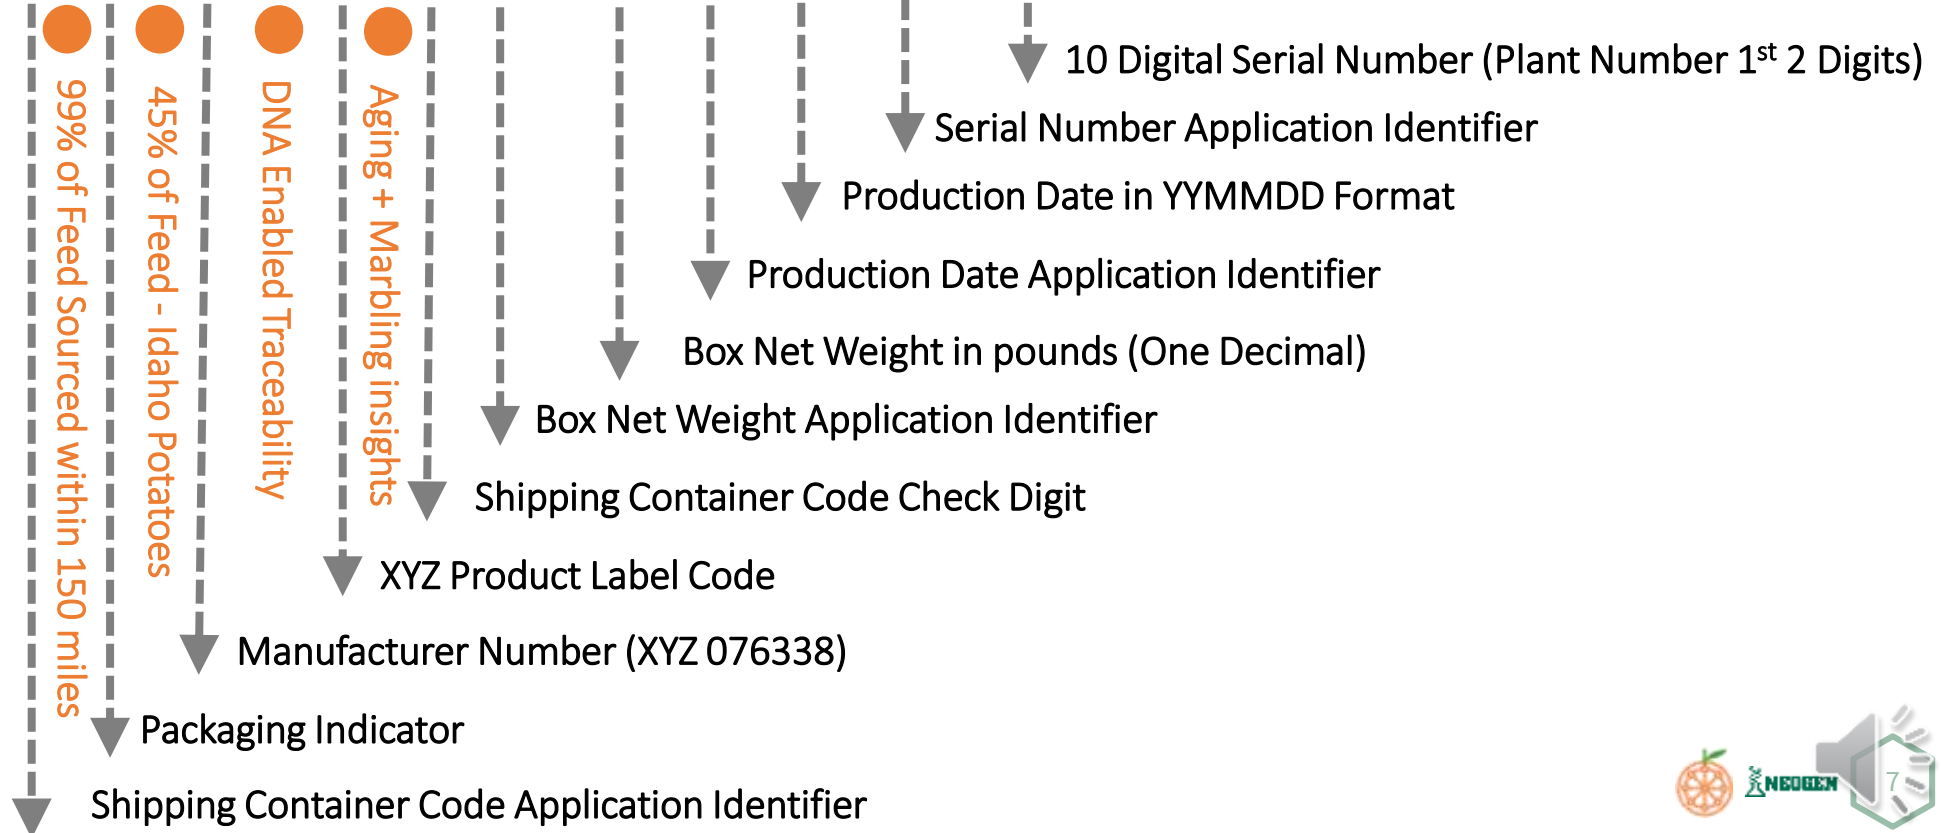 10 Digital Serial Number (Plant Number 1st 2 Digits)
Serial Number Application Identifier
Production Date in YYMMDD Format
Production Date Application Identifier
Box Net Weight in pounds (One Decimal)
Box Net Weight Application Identifier
Shipping Container Code Check Digit
XYZ Product Label Code
Manufacturer Number (XYZ 076338)
Packaging Indicator
Shipping Container Code Application Identifier
99% of Feed Sourced within 150 miles
45% of Feed - Idaho Potatoes
DNA Enabled Traceability
Aging + Marbling insights
NEOGEN
7